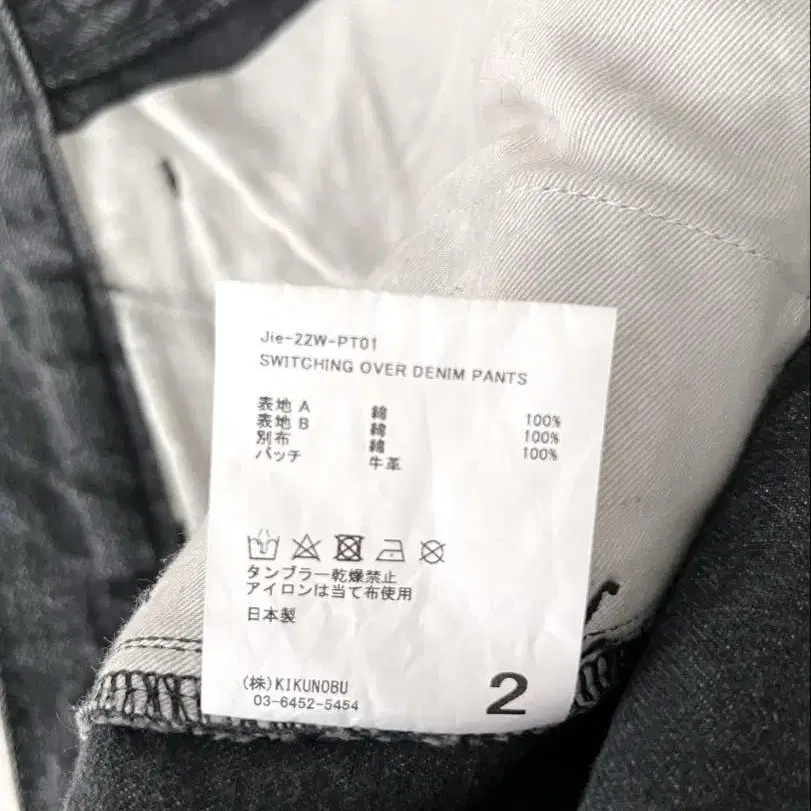 Jie-22W-PT01
SWITCHING OVER DENIM PANTS
表地 A 綿 100%
表地 B 綿 100%
別布 綿 100%
パッチ 牛革
タンブラー乾燥禁止
アイロンは当て布使用
日本製
(株)KIKUNOBU
03-6452-5454
2